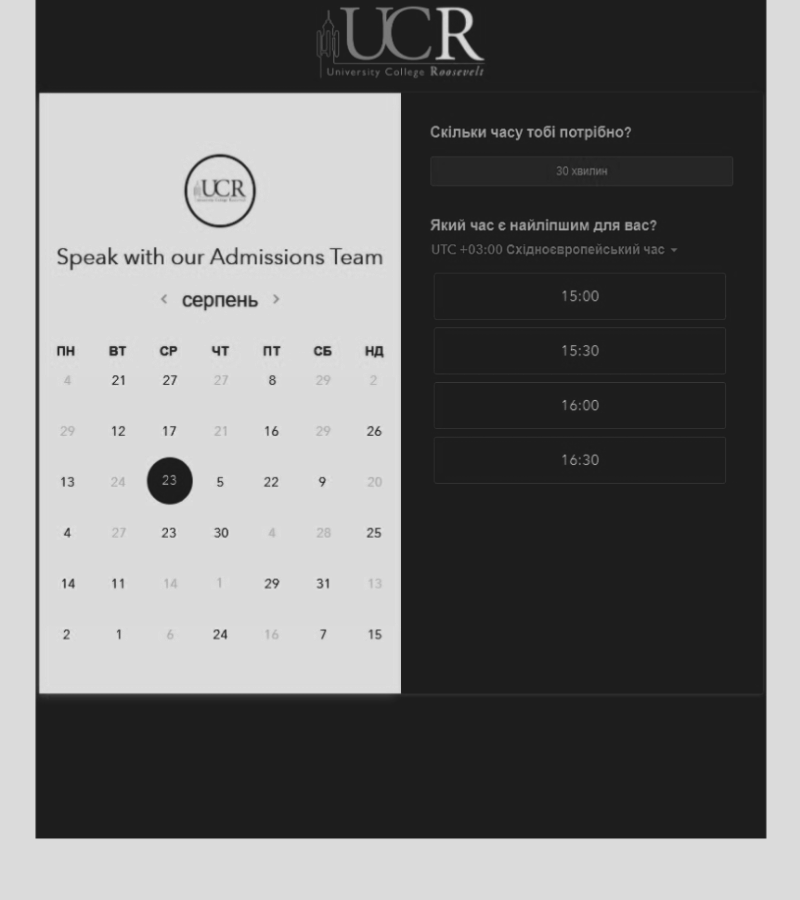 UCR
University College Roosevelt
UCR
Speak with our Admissions Team
серпень
ПН ВТ СР ЧТ ПТ СБ НД
4 21 27 27 8 29 2
29 12 17 21 16 29 26
13 24 23 5 22 9 20
4 27 23 30 4 28 25
14 11 14 1 29 31 13
2 1 6 24 16 7 15
Скільки часу тобі потрібно?
30 хвилин
Який час є найліпшим для вас?
UTC +03:00 Східноєвропейський час
15:00
15:30
16:00
16:30